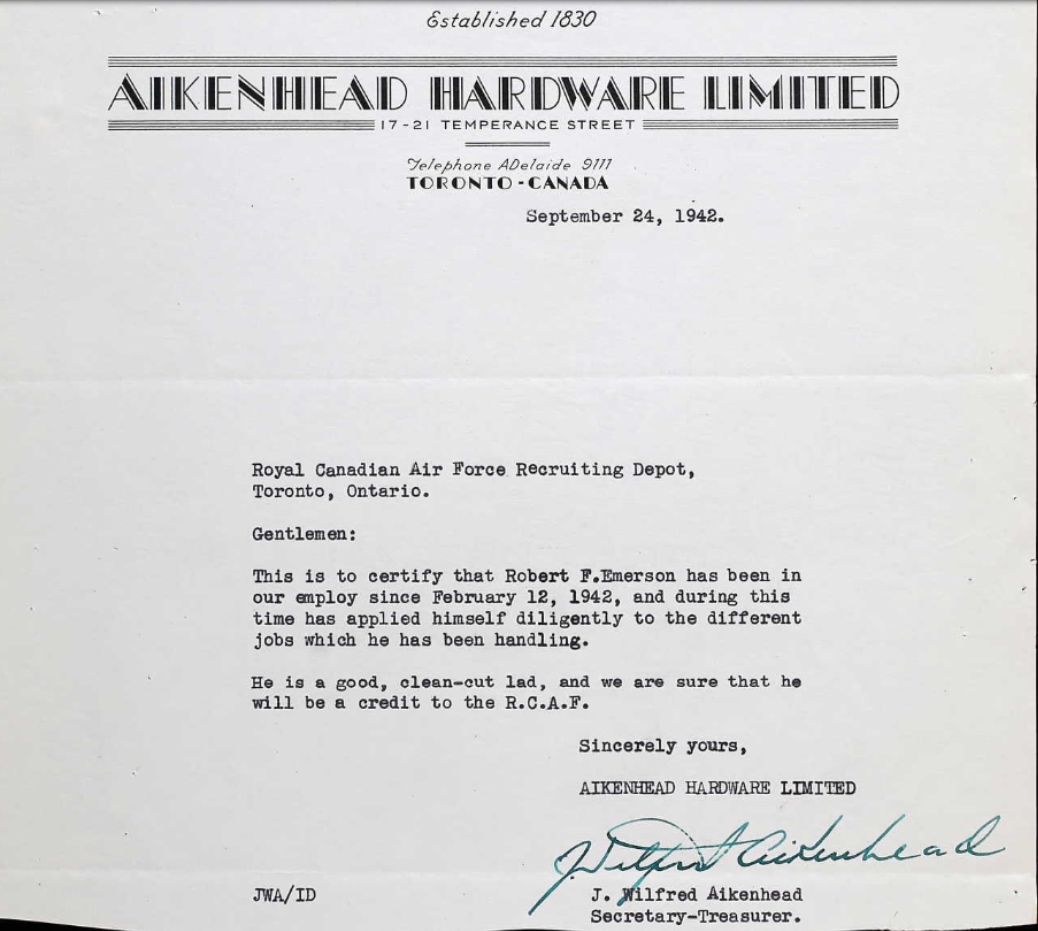 Established 1830
AIKENHEAD HARDWARE LIMITED
17-21 TEMPERANCE STREET
Telephone ADelaide 9111
TORONTO-CANADA
September 24, 1942.
Royal Canadian Air Force Recruiting Depot,
Toronto, Ontario.
Gentlemen:
This is to certify that Robert F.Emerson has been in
our employ since February 12, 1942, and during this
time has applied himself diligently to the different
jobs which he has been handling.
He is a good, clean-cut lad, and we are sure that he
will be a credit to the R.C.A.F.
Sincerely yours,
AIKENHEAD HARDWARE LIMITED
J Wilfred Aikenhead
JWA/ID
J. Wilfred Aikenhead
Secretary-Treasurer.